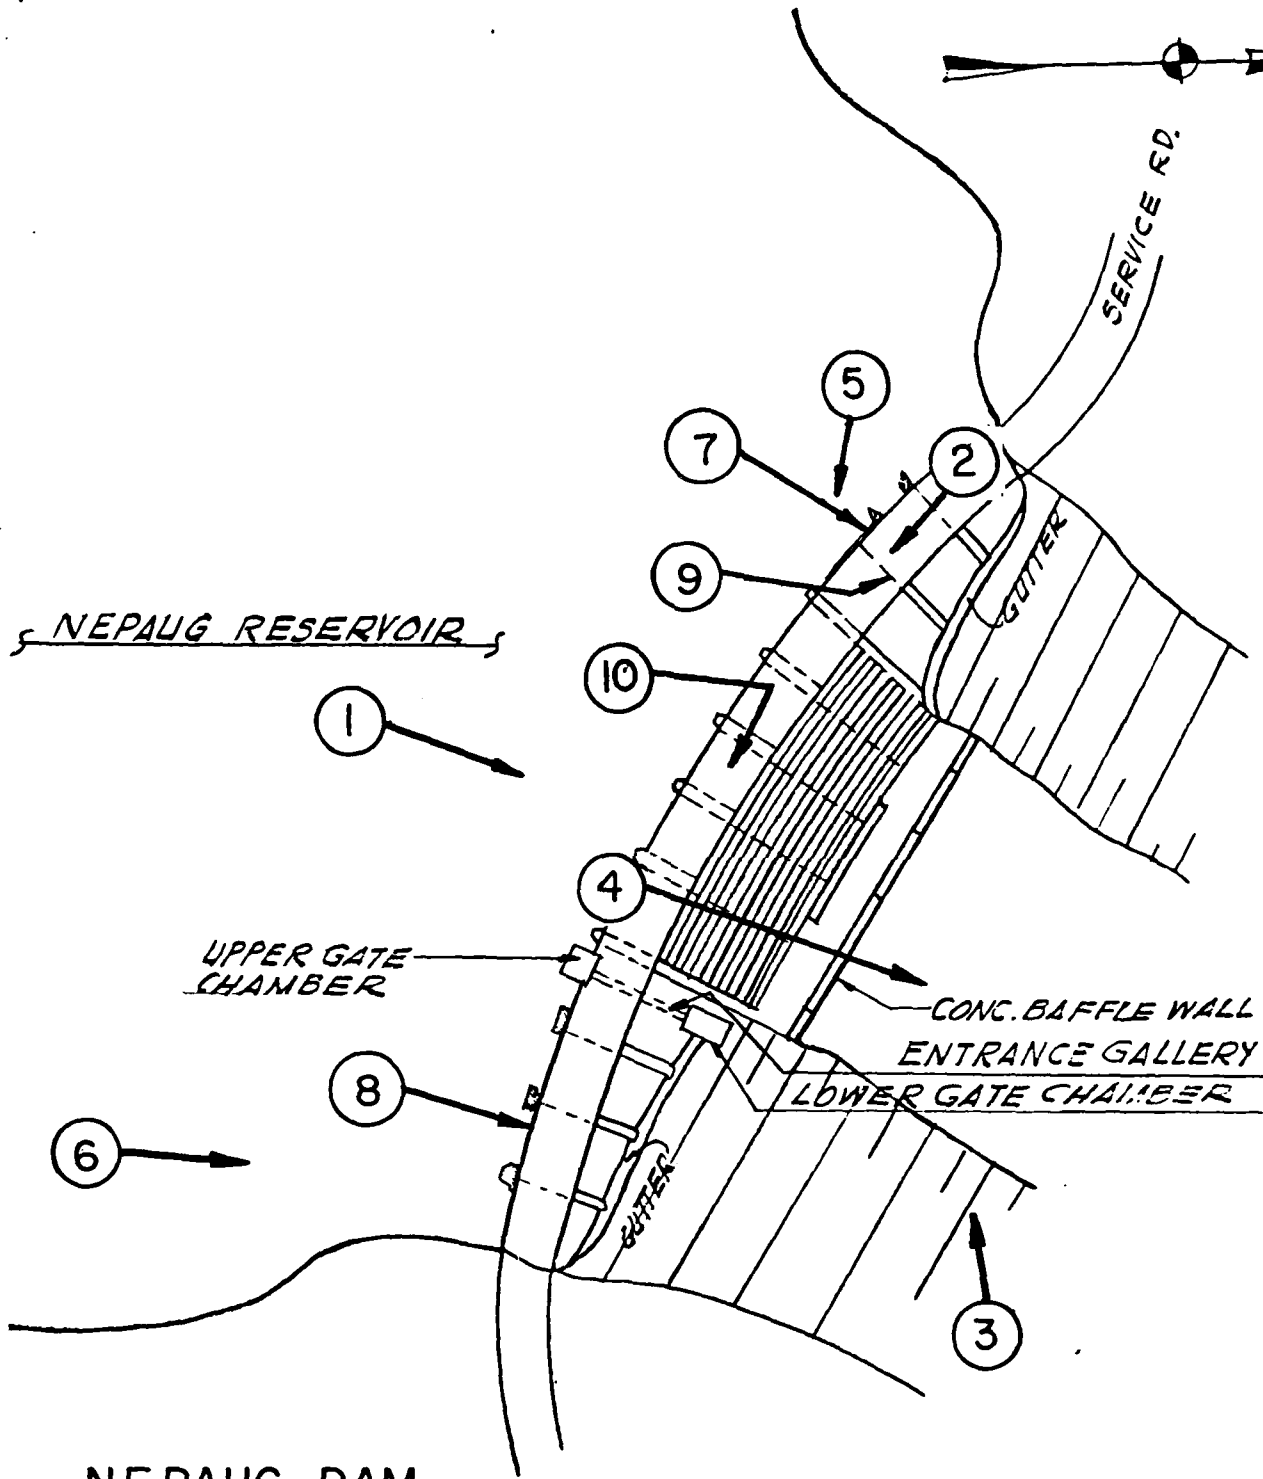 SERVICE RD.
5
7
2
9
GUTTER
NEPAUG RESERVOIR
10
1
4
UPPER GATE
CHAMBER
CONC. BAFFLE WALL
ENTRANCE GALLERY
LOWER GATE CHAMBER
8
6
GUTTER
3
NEPAUG DAM